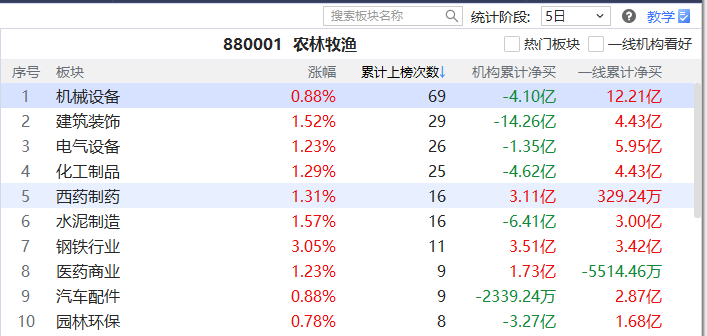 搜索板块名称 统计阶段: 5日 ? 教学
880001 农林牧渔 热门板块 一线机构看好
序号 板块 涨幅 累计上榜次数↓ 机构累计净买 一线累计净买
1 机械设备 0.88% 69 -4.10亿 12.21亿
2 建筑装饰 1.52% 29 -14.26亿 4.43亿
3 电气设备 1.23% 26 -1.35亿 5.95亿
4 化工制品 1.29% 25 -4.62亿 4.43亿
5 西药制药 1.31% 16 3.11亿 329.24万
6 水泥制造 1.57% 16 -6.41亿 3.00亿
7 钢铁行业 3.05% 11 3.51亿 3.42亿
8 医药商业 1.23% 9 1.73亿 -5514.46万
9 汽车配件 0.88% 9 -2339.24万 2.87亿
10 园林环保 0.78% 8 -3.27亿 1.68亿